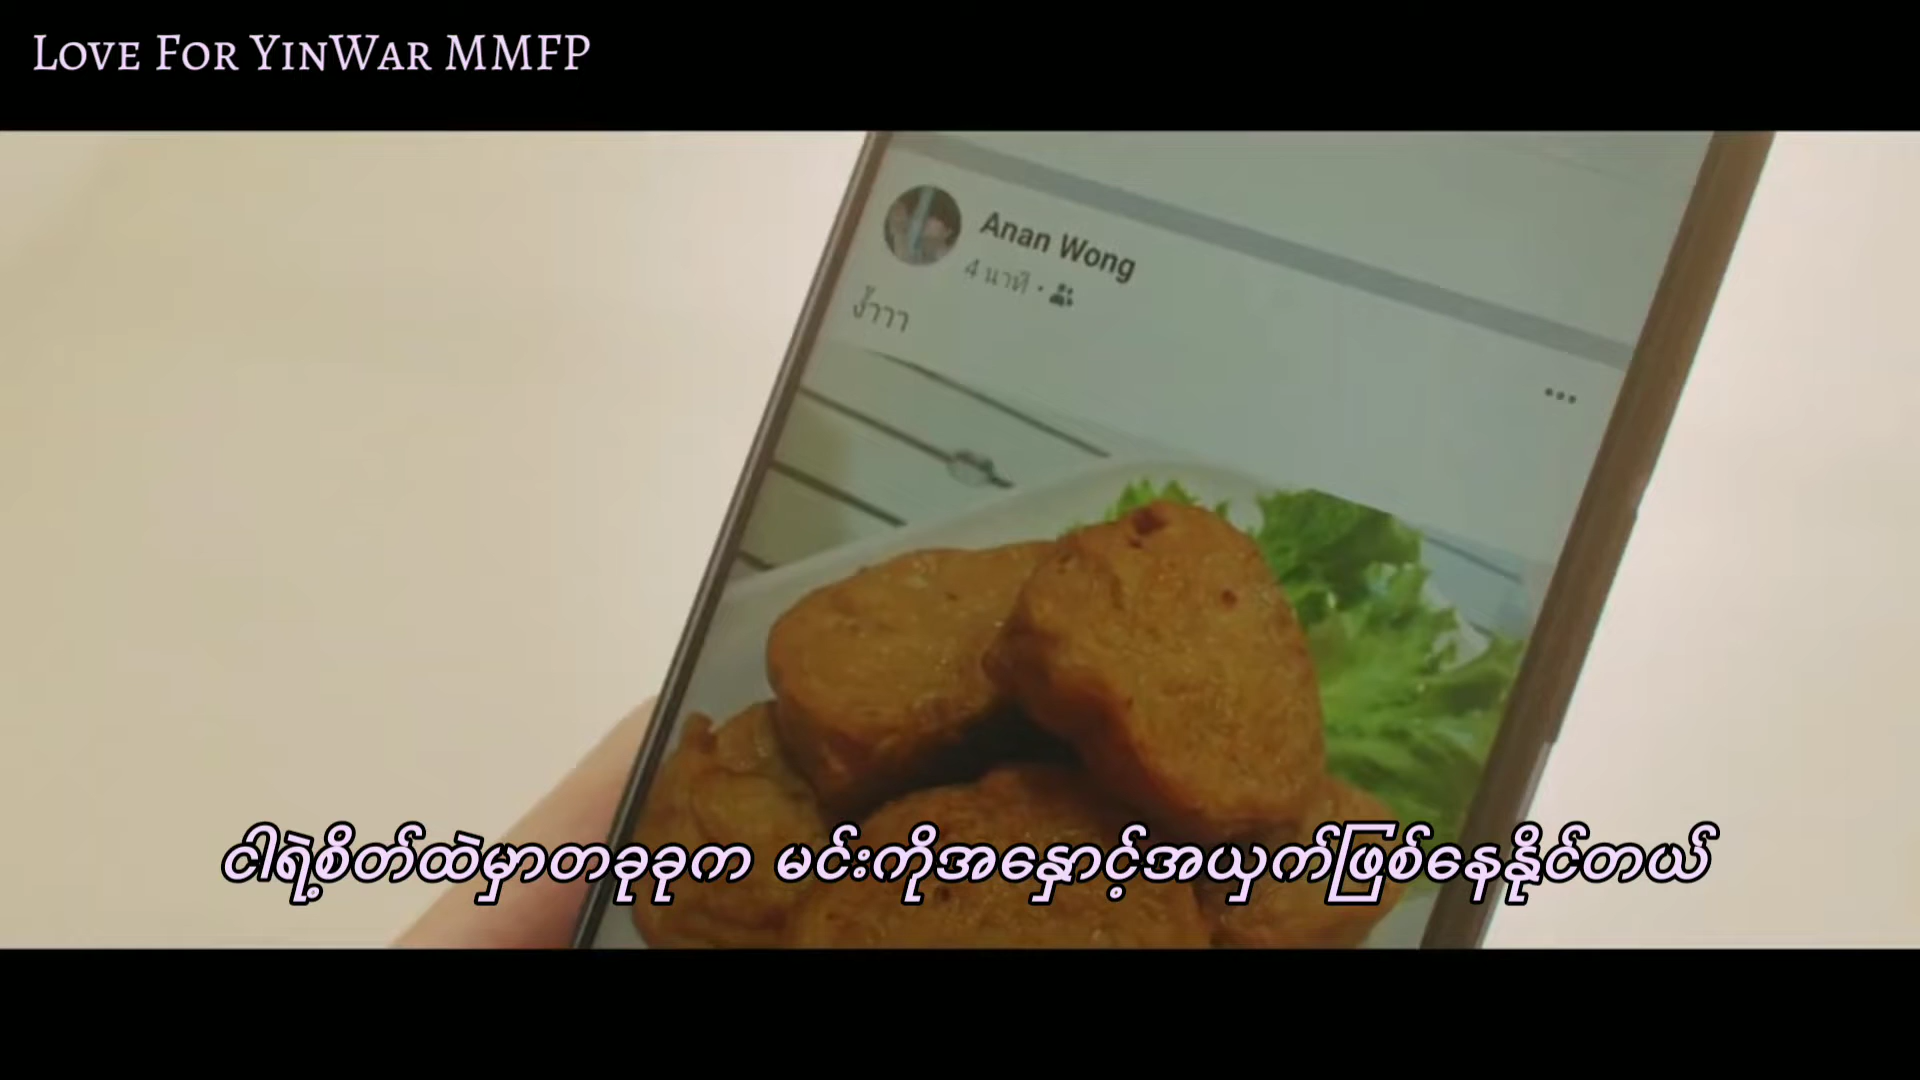 LOVE FOR YINWAR MMFP
Anan Wong
4 นาที ·
ง้ำาาา
...
ငါရဲ့စိတ်ထဲမှာတခုခုက မင်းကိုအနှောင့်အယှက်ဖြစ်နေနိုင်တယ်